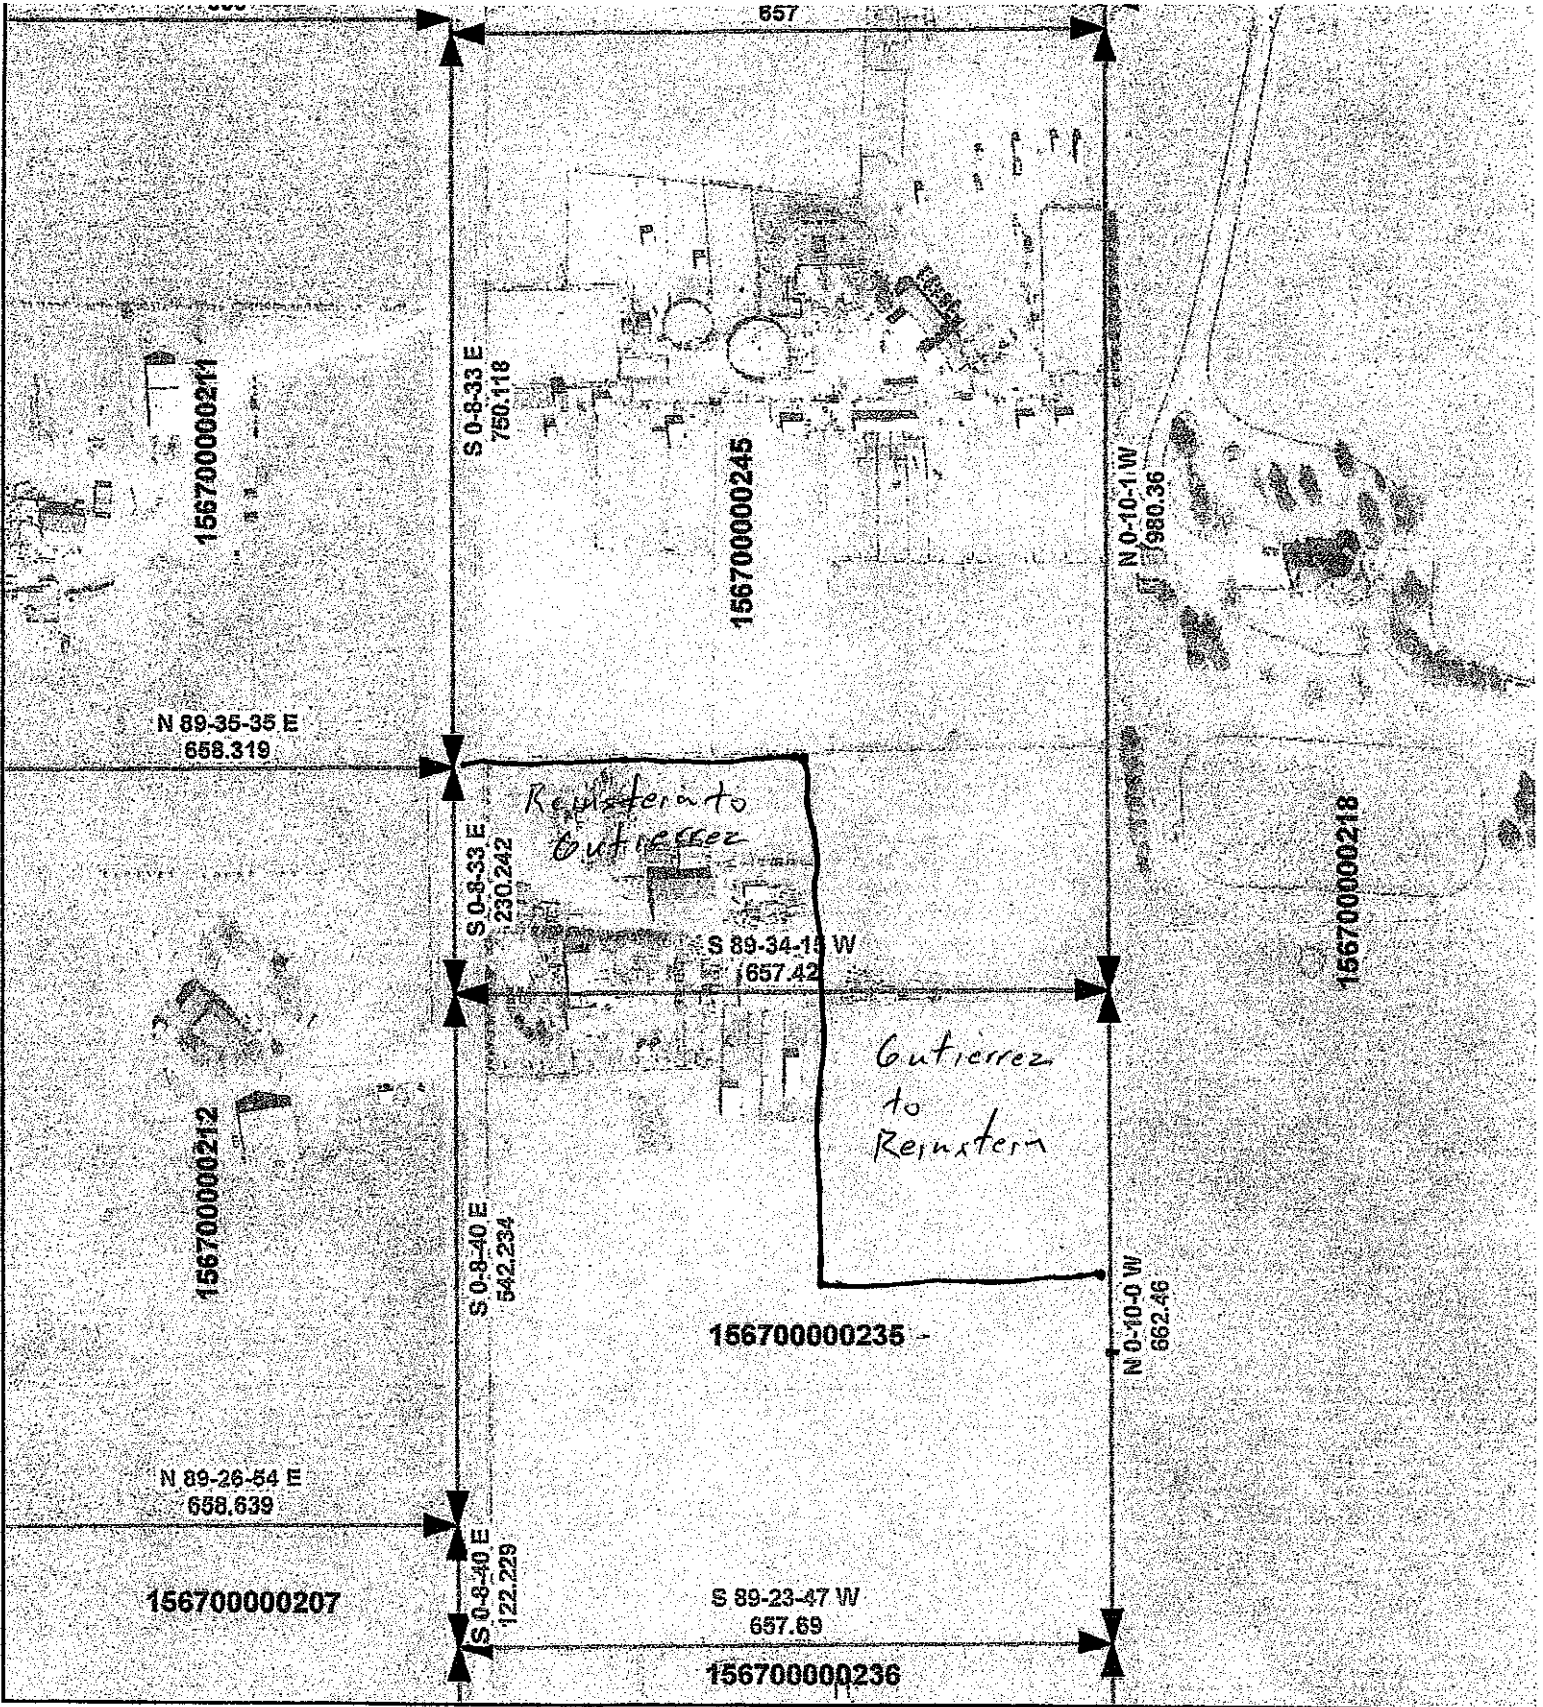 657
S 0-8-33 E
750.118
156700000211
156700000245
N 0-10-1 W
980.36
N 89-35-35 E
658.319
Reinstein to
Gutierrez
S 0-8-33 E
230.242
156700000218
S 89-34-15 W
657.42
Gutierrez
to
Reinstein
156700000212
S 0-8-40 E
542.234
N 0-10-0 W
662.46
156700000235
N 89-26-54 E
658.639
S 0-8-40 E
122.229
156700000207
S 89-23-47 W
657.69
156700000236